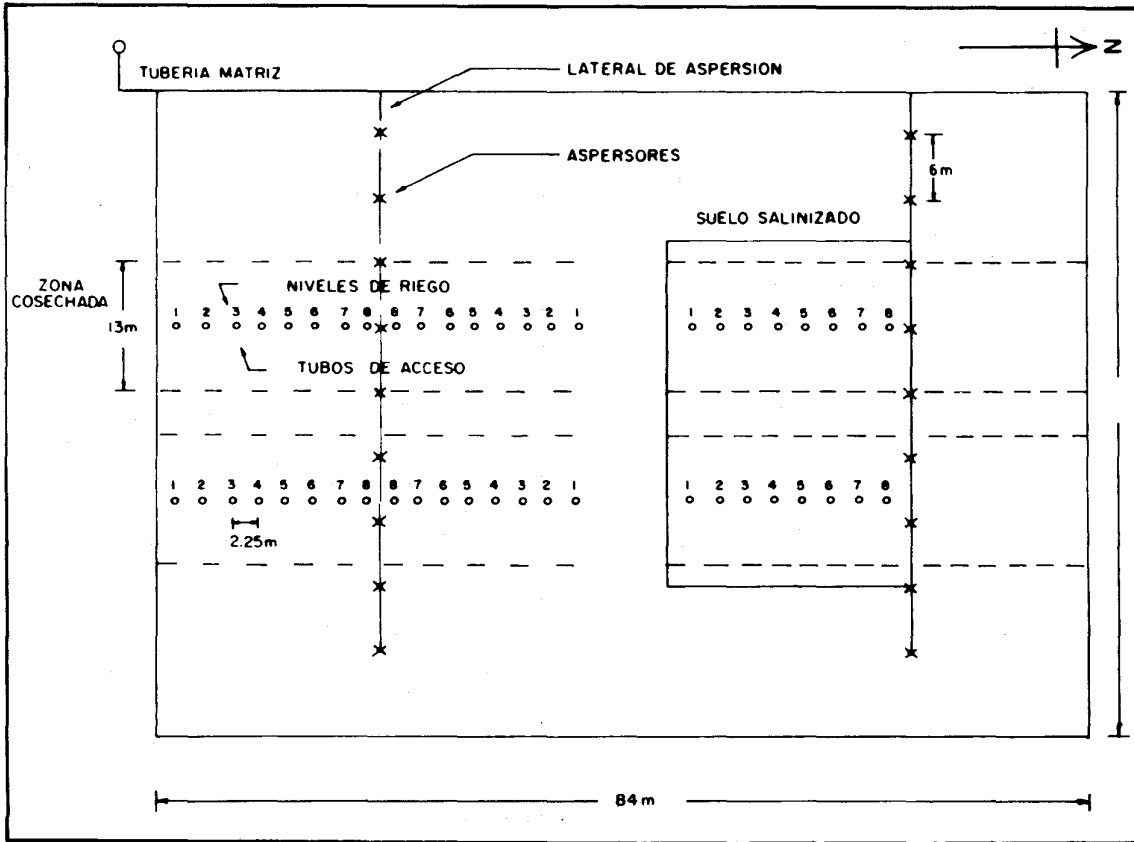 N
TUBERIA MATRIZ
LATERAL DE ASPERSION
ASPERSORES
6m
SUELO SALINIZADO
ZONA
COSECHADA
13m
NIVELES DE RIEGO
1 2 3 4 5 6 7 8 8 7 6 5 4 3 2 1
1 2 3 4 5 6 7 8
TUBOS DE ACCESO
1 2 3 4 5 6 7 8 8 7 6 5 4 3 2 1
1 2 3 4 5 6 7 8
2.25m
84m